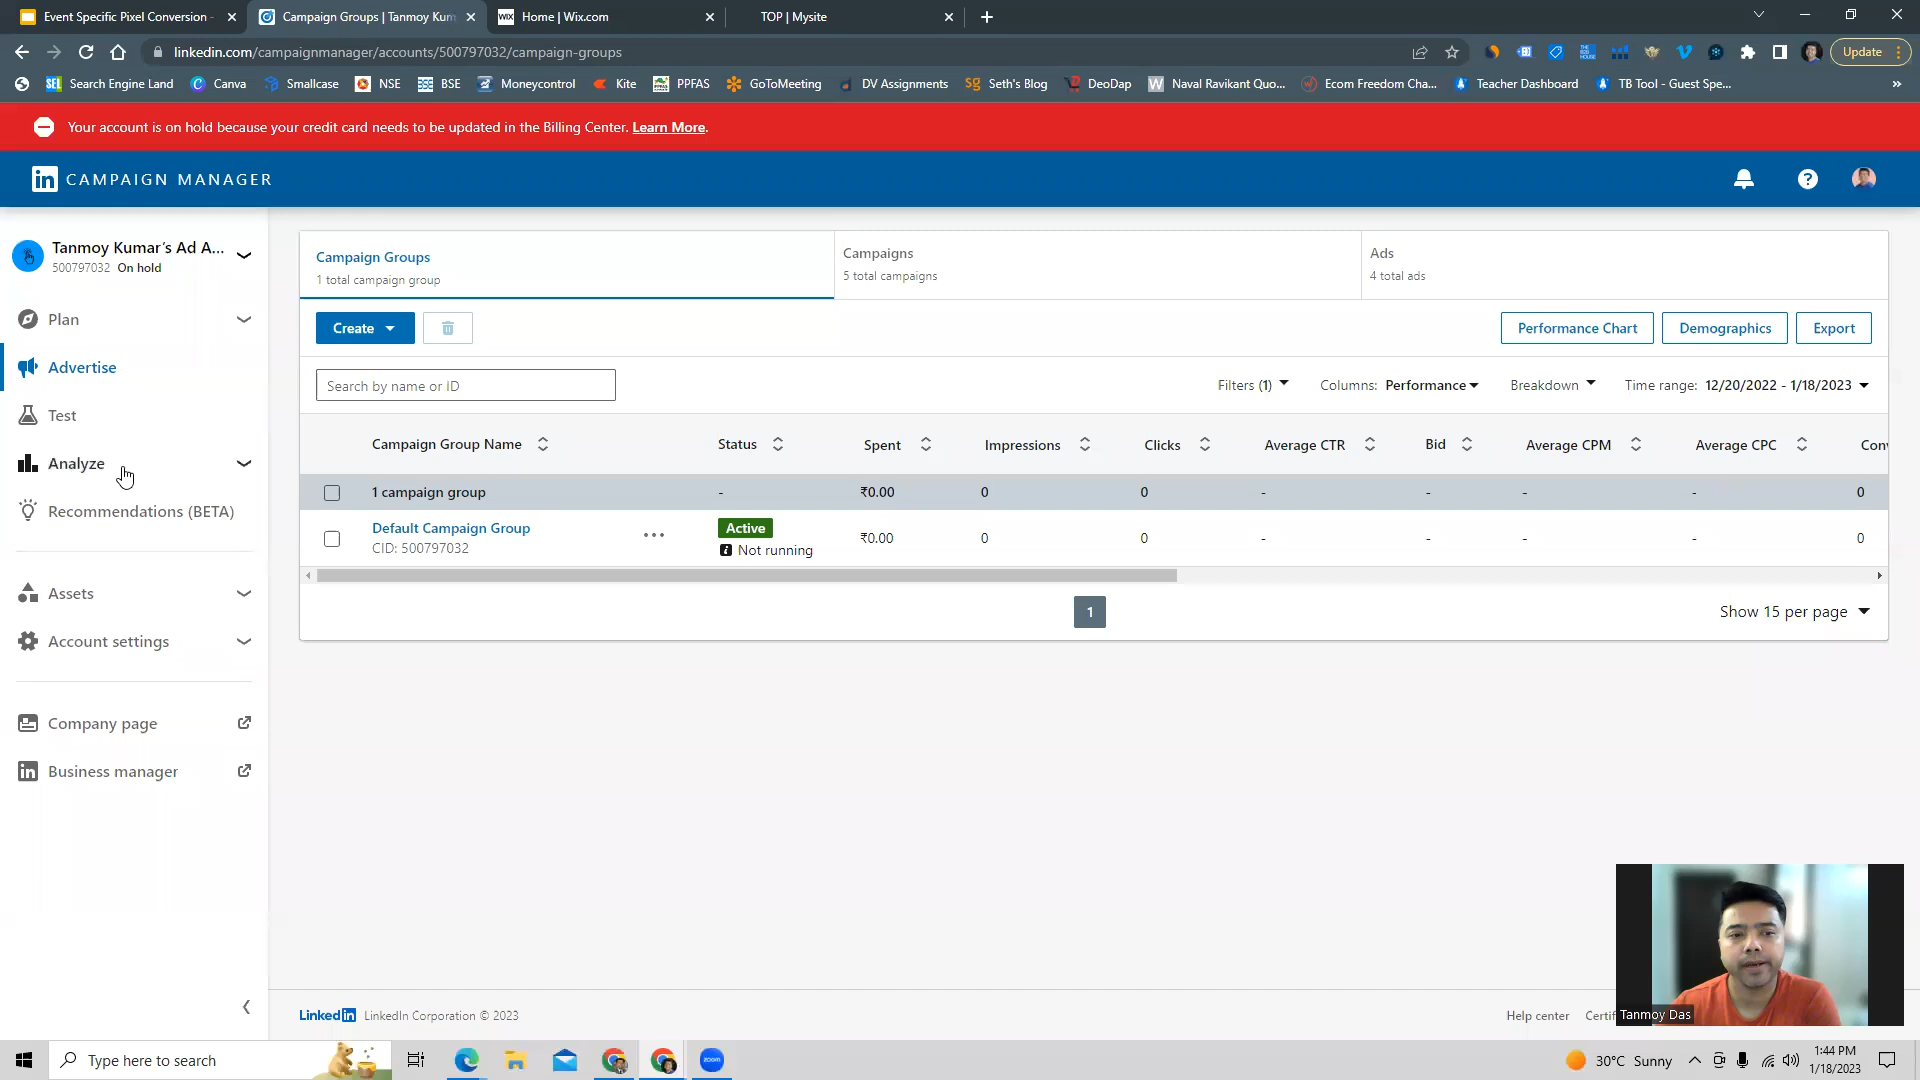 Event Specific Pixel Conversion -
Campaign Groups | Tanmoy Kum
WIX Home | Wix.com
TOP | Mysite
linkedin.com/campaignmanager/accounts/500797032/campaign-groups
Update
SEL Search Engine Land
Canva
Smallcase
NSE
BSE
Moneycontrol
Kite
PPFAS
GoToMeeting
DV Assignments
SG Seth's Blog
DeoDap
W Naval Ravikant Quo...
Ecom Freedom Cha...
Teacher Dashboard
TB Tool - Guest Spe...
Your account is on hold because your credit card needs to be updated in the Billing Center. Learn More.
in CAMPAIGN MANAGER
Tanmoy Kumar's Ad A...
500797032 On hold
Plan
Advertise
Test
Analyze
Recommendations (BETA)
Assets
Account settings
Company page
Business manager
Campaign Groups
1 total campaign group
Campaigns
5 total campaigns
Ads
4 total ads
Create
Performance Chart
Demographics
Export
Search by name or ID
Filters (1)
Columns: Performance
Breakdown
Time range: 12/20/2022 - 1/18/2023
Campaign Group Name Status Spent Impressions Clicks Average CTR Bid Average CPM Average CPC Conv
1 campaign group - ₹0.00 0 0 - - - - 0
Default Campaign Group
CID: 500797032
Active
Not running
₹0.00 0 0 - - - - 0
1
Show 15 per page
LinkedIn LinkedIn Corporation © 2023
Help center
Certif
Tanmoy Das
Type here to search
zoom
30°C Sunny
1:44 PM
1/18/2023